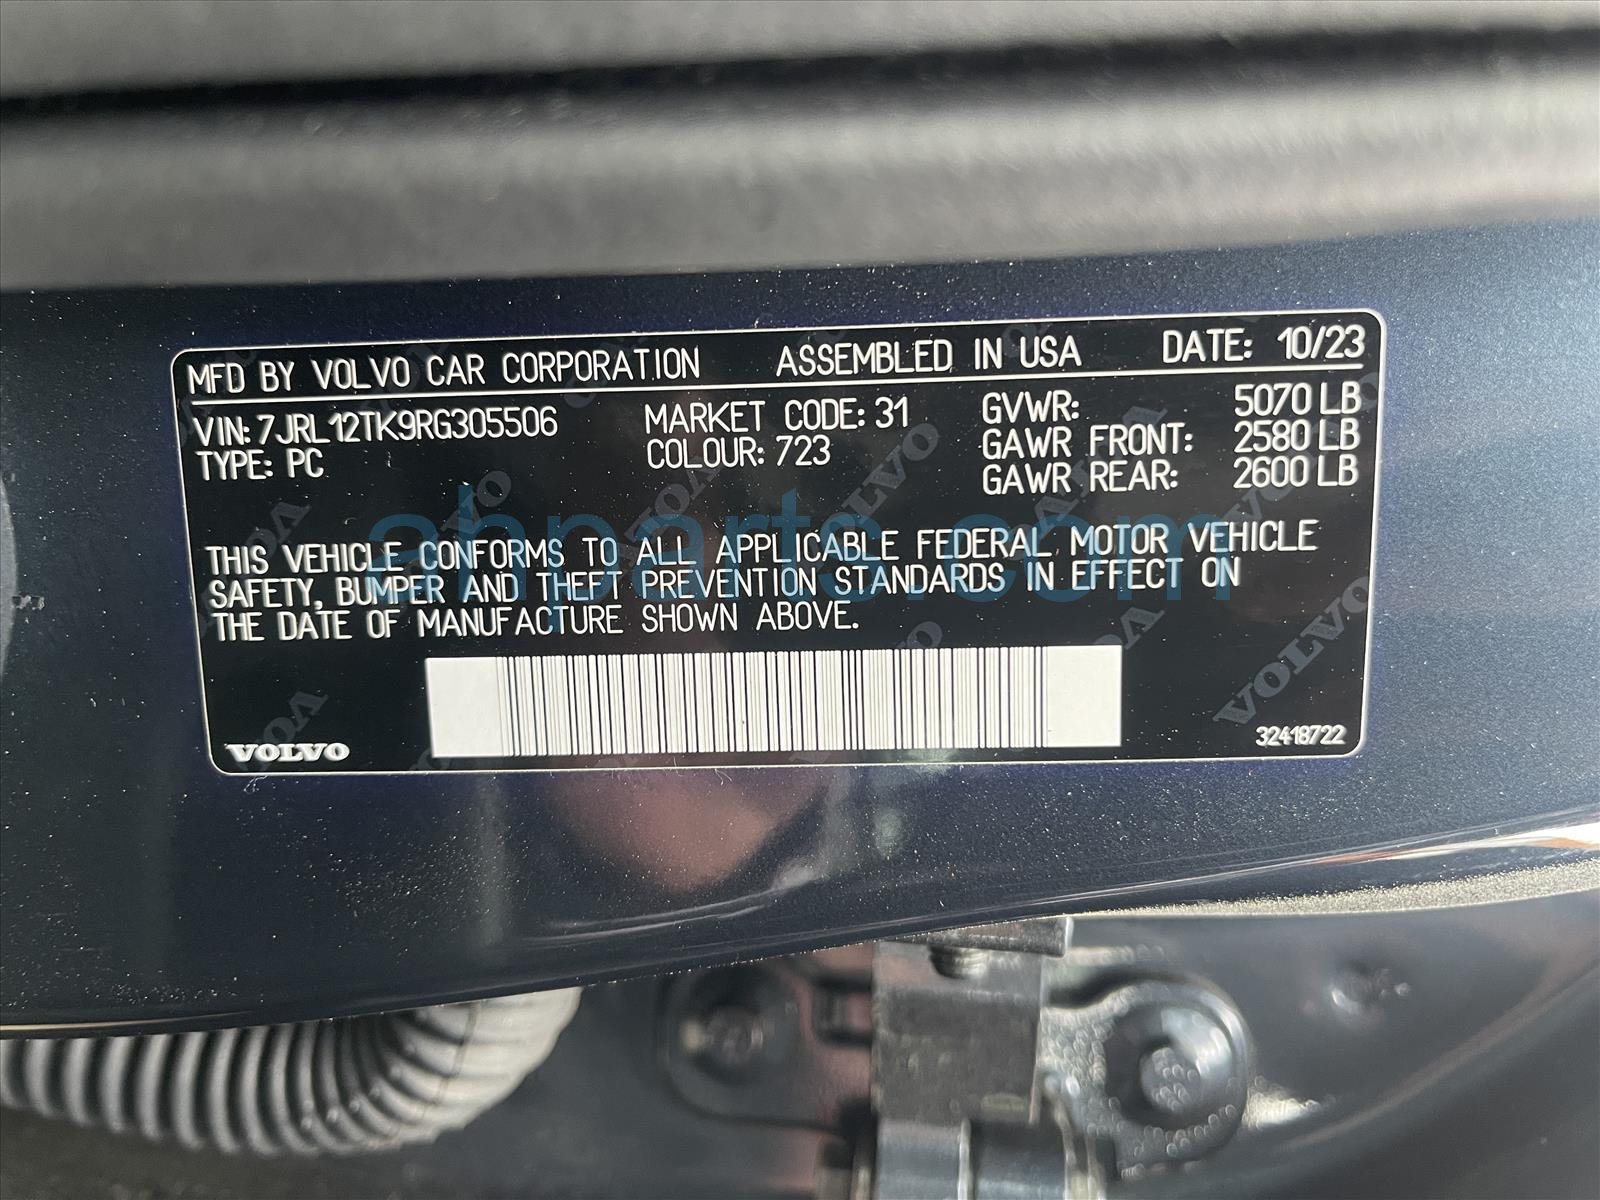 MFD BY VOLVO CAR CORPORATION ASSEMBLED IN USA DATE: 10/23
VIN: 7JRL12TK9RG305506 MARKET CODE: 31 GVWR: 5070 LB
TYPE: PC COLOUR: 723 GAWR FRONT: 2580 LB
GAWR REAR: 2600 LB
ahparts.com
THIS VEHICLE CONFORMS TO ALL APPLICABLE FEDERAL MOTOR VEHICLE
SAFETY, BUMPER AND THEFT PREVENTION STANDARDS IN EFFECT ON
THE DATE OF MANUFACTURE SHOWN ABOVE.
VOLVO
32418722